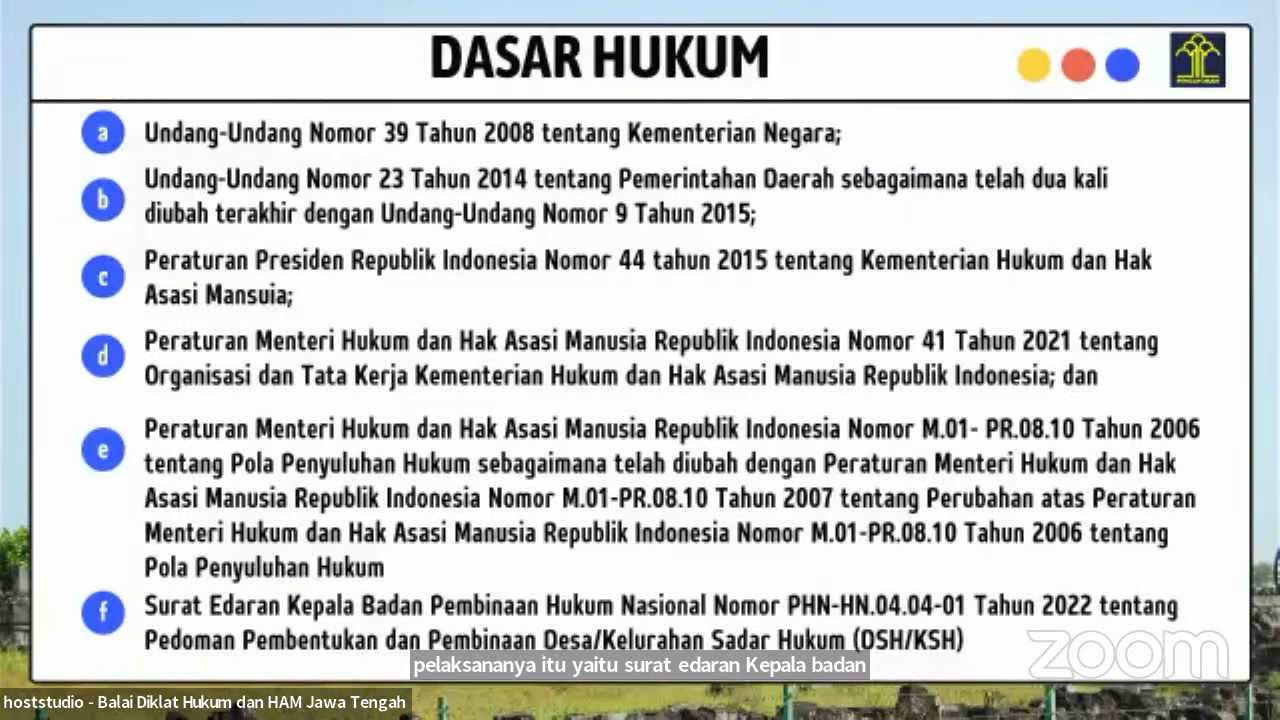 DASAR HUKUM
a
Undang-Undang Nomor 39 Tahun 2008 tentang Kementerian Negara;
b
Undang-Undang Nomor 23 Tahun 2014 tentang Pemerintahan Daerah sebagaimana telah dua kali
diubah terakhir dengan Undang-Undang Nomor 9 Tahun 2015;
c
Peraturan Presiden Republik Indonesia Nomor 44 tahun 2015 tentang Kementerian Hukum dan Hak
Asasi Mansuia;
d
Peraturan Menteri Hukum dan Hak Asasi Manusia Republik Indonesia Nomor 41 Tahun 2021 tentang
Organisasi dan Tata Kerja Kementerian Hukum dan Hak Asasi Manusia Republik Indonesia; dan
e
Peraturan Menteri Hukum dan Hak Asasi Manusia Republik Indonesia Nomor M.01- PR.08.10 Tahun 2006
tentang Pola Penyuluhan Hukum sebagaimana telah diubah dengan Peraturan Menteri Hukum dan Hak
Asasi Manusia Republik Indonesia Nomor M.01-PR.08.10 Tahun 2007 tentang Perubahan atas Peraturan
Menteri Hukum dan Hak Asasi Manusia Republik Indonesia Nomor M.01-PR.08.10 Tahun 2006 tentang
Pola Penyuluhan Hukum
f
Surat Edaran Kepala Badan Pembinaan Hukum Nasional Nomor PHN-HN.04.04-01 Tahun 2022 tentang
Pedoman Pembentukan dan Pembinaan Desa/Kelurahan Sadar Hukum (DSH/KSH)
zoom
pelaksananya itu yaitu surat edaran Kepala badan
hoststudio - Balai Diklat Hukum dan HAM Jawa Tengah